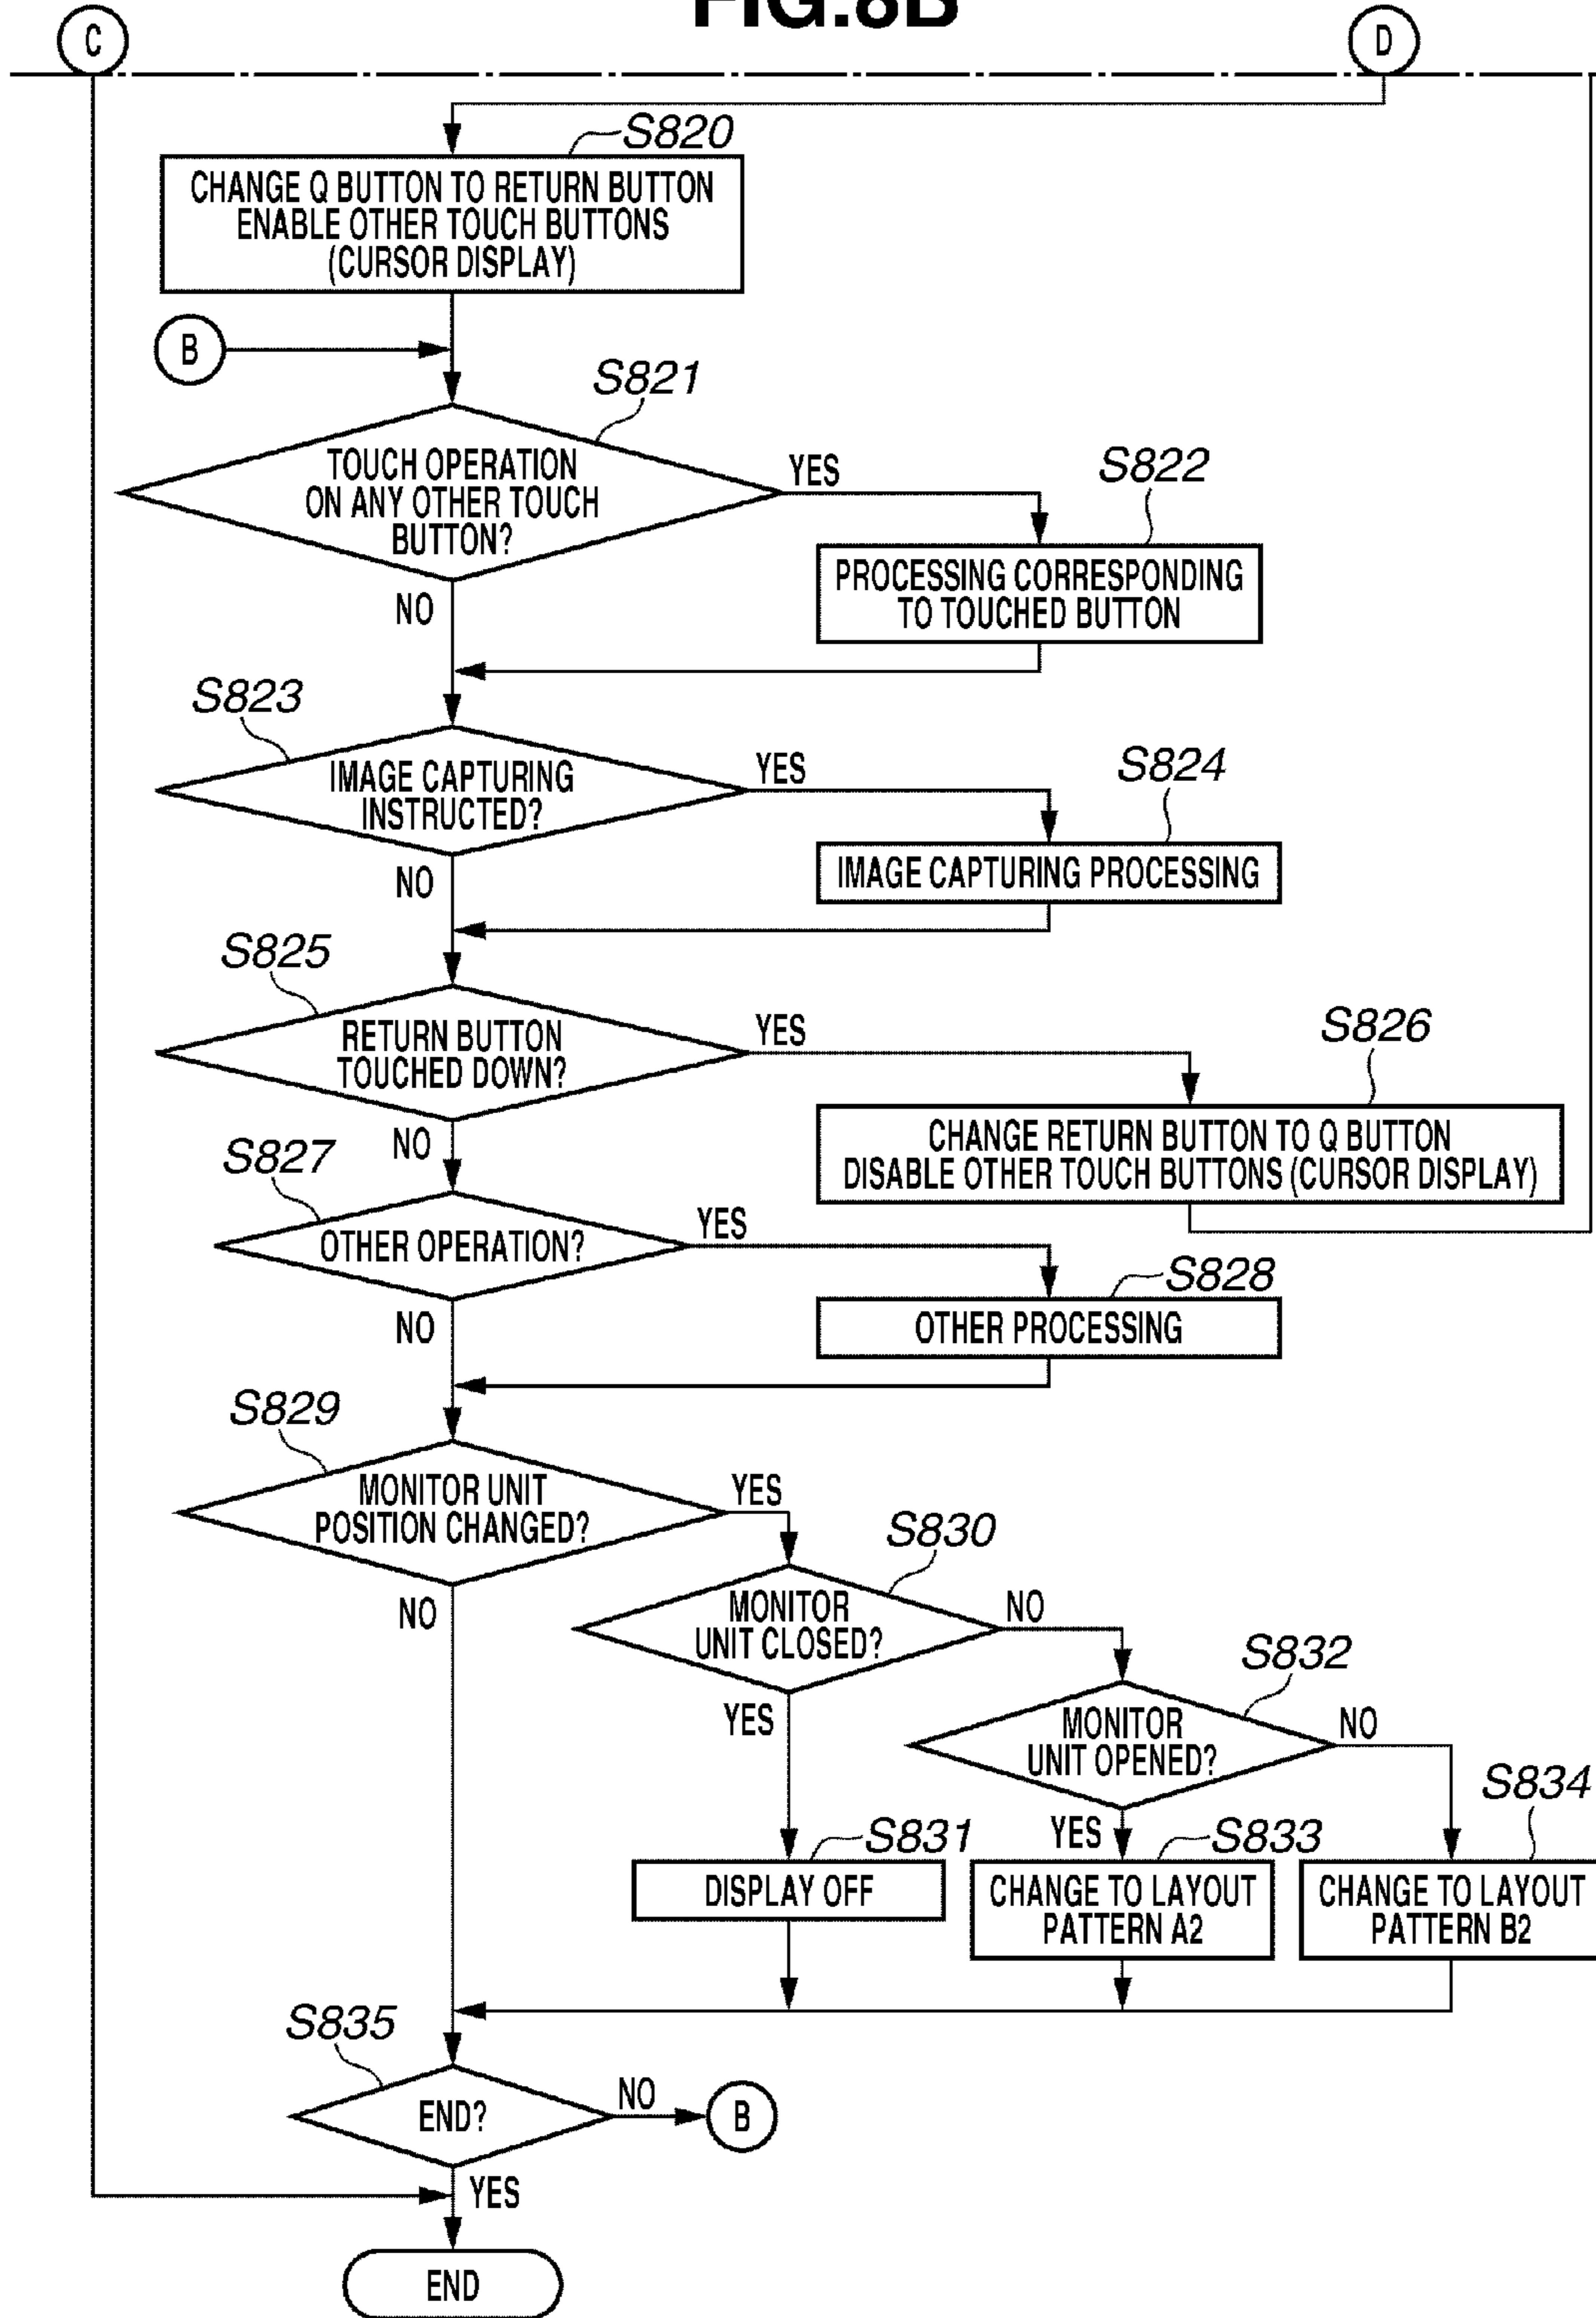 FIG.8B
C
D
S820
CHANGE Q BUTTON TO RETURN BUTTON
ENABLE OTHER TOUCH BUTTONS
(CURSOR DISPLAY)
B
S821
TOUCH OPERATION
ON ANY OTHER TOUCH
BUTTON?
YES
S822
PROCESSING CORRESPONDING
TO TOUCHED BUTTON
NO
S823
IMAGE CAPTURING
INSTRUCTED?
YES
S824
IMAGE CAPTURING PROCESSING
NO
S825
RETURN BUTTON
TOUCHED DOWN?
YES
S826
CHANGE RETURN BUTTON TO Q BUTTON
DISABLE OTHER TOUCH BUTTONS (CURSOR DISPLAY)
NO
S827
OTHER OPERATION?
YES
S828
OTHER PROCESSING
NO
S829
MONITOR UNIT
POSITION CHANGED?
YES
S830
MONITOR
UNIT CLOSED?
NO
NO
S832
MONITOR
UNIT OPENED?
NO
YES
S831
DISPLAY OFF
YES
S833
CHANGE TO LAYOUT
PATTERN A2
S834
CHANGE TO LAYOUT
PATTERN B2
S835
END?
NO
B
YES
END